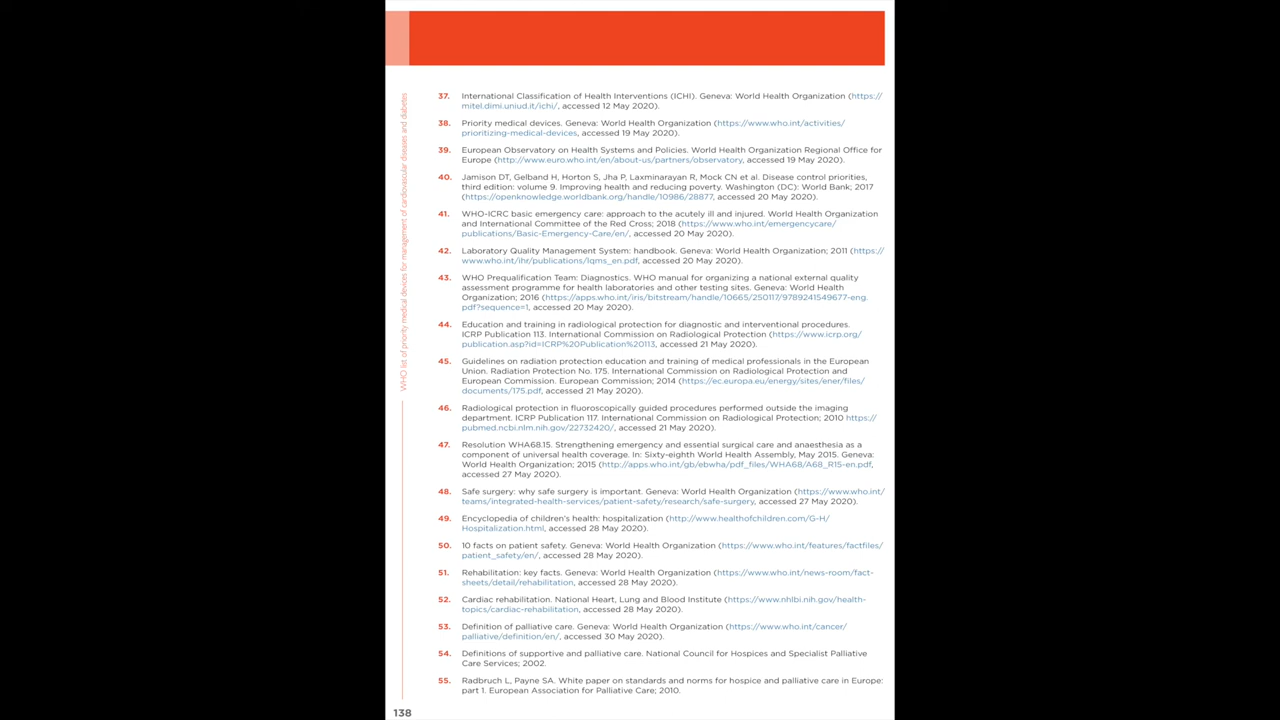 37. International Classification of Health Interventions (ICHI). Geneva: World Health Organization (https://
mitel.dimi.uniud.it/ichi/, accessed 12 May 2020).
38. Priority medical devices. Geneva: World Health Organization (https://www.who.int/activities/
prioritizing-medical-devices, accessed 19 May 2020).
39. European Observatory on Health Systems and Policies. World Health Organization Regional Office for
Europe (http://www.euro.who.int/en/about-us/partners/observatory, accessed 19 May 2020).
40. Jamison DT, Gelband H, Horton S, Jha P, Laxminarayan R, Mock CN et al. Disease control priorities,
third edition: volume 9. Improving health and reducing poverty. Washington (DC): World Bank; 2017
(https://openknowledge.worldbank.org/handle/10986/28877, accessed 20 May 2020).
41. WHO-ICRC basic emergency care: approach to the acutely ill and injured. World Health Organization
and International Committee of the Red Cross; 2018 (https://www.who.int/emergencycare/
publications/Basic-Emergency-Care/en/, accessed 20 May 2020).
42. Laboratory Quality Management System: handbook. Geneva: World Health Organization; 2011 (https://
www.who.int/ihr/publications/lqms_en.pdf, accessed 20 May 2020).
43. WHO Prequalification Team: Diagnostics. WHO manual for organizing a national external quality
assessment programme for health laboratories and other testing sites. Geneva: World Health
Organization; 2016 (https://apps.who.int/iris/bitstream/handle/10665/250117/9789241549677-eng.
pdf?sequence=1, accessed 20 May 2020).
44. Education and training in radiological protection for diagnostic and interventional procedures.
ICRP Publication 113. International Commission on Radiological Protection (https://www.icrp.org/
publication.asp?id=ICRP%20Publication%20113, accessed 21 May 2020).
45. Guidelines on radiation protection education and training of medical professionals in the European
Union. Radiation Protection No. 175. International Commission on Radiological Protection and
European Commission. European Commission; 2014 (https://ec.europa.eu/energy/sites/ener/files/
documents/175.pdf, accessed 21 May 2020).
46. Radiological protection in fluoroscopically guided procedures performed outside the imaging
department. ICRP Publication 117. International Commission on Radiological Protection; 2010 https://
pubmed.ncbi.nlm.nih.gov/22732420/, accessed 21 May 2020).
47. Resolution WHA68.15. Strengthening emergency and essential surgical care and anaesthesia as a
component of universal health coverage. In: Sixty-eighth World Health Assembly, May 2015. Geneva:
World Health Organization; 2015 (http://apps.who.int/gb/ebwha/pdf_files/WHA68/A68_R15-en.pdf,
accessed 27 May 2020).
48. Safe surgery: why safe surgery is important. Geneva: World Health Organization (https://www.who.int/
teams/integrated-health-services/patient-safety/research/safe-surgery, accessed 27 May 2020).
49. Encyclopedia of children's health: hospitalization (http://www.healthofchildren.com/G-H/
Hospitalization.html, accessed 28 May 2020).
50. 10 facts on patient safety. Geneva: World Health Organization (https://www.who.int/features/factfiles/
patient_safety/en/, accessed 28 May 2020).
51. Rehabilitation: key facts. Geneva: World Health Organization (https://www.who.int/news-room/fact-
sheets/detail/rehabilitation, accessed 28 May 2020).
52. Cardiac rehabilitation. National Heart, Lung and Blood Institute (https://www.nhlbi.nih.gov/health-
topics/cardiac-rehabilitation, accessed 28 May 2020).
53. Definition of palliative care. Geneva: World Health Organization (https://www.who.int/cancer/
palliative/definition/en/, accessed 30 May 2020).
54. Definitions of supportive and palliative care. National Council for Hospices and Specialist Palliative
Care Services; 2002.
55. Radbruch L, Payne SA. White paper on standards and norms for hospice and palliative care in Europe:
part 1. European Association for Palliative Care; 2010.
WHO list of priority medical devices for management of cardiovascular diseases and diabetes
138